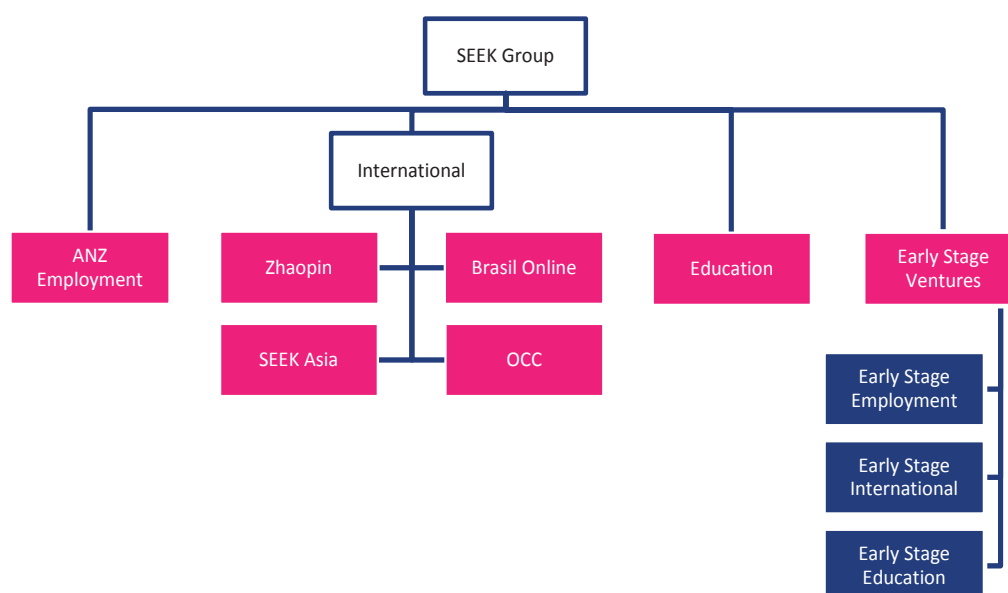 SEEK Group
International
ANZ
Employment
Zhaopin
Brasil Online
Education
Early Stage
Ventures
SEEK Asia
OCC
Early Stage
Employment
Early Stage
International
Early Stage
Education